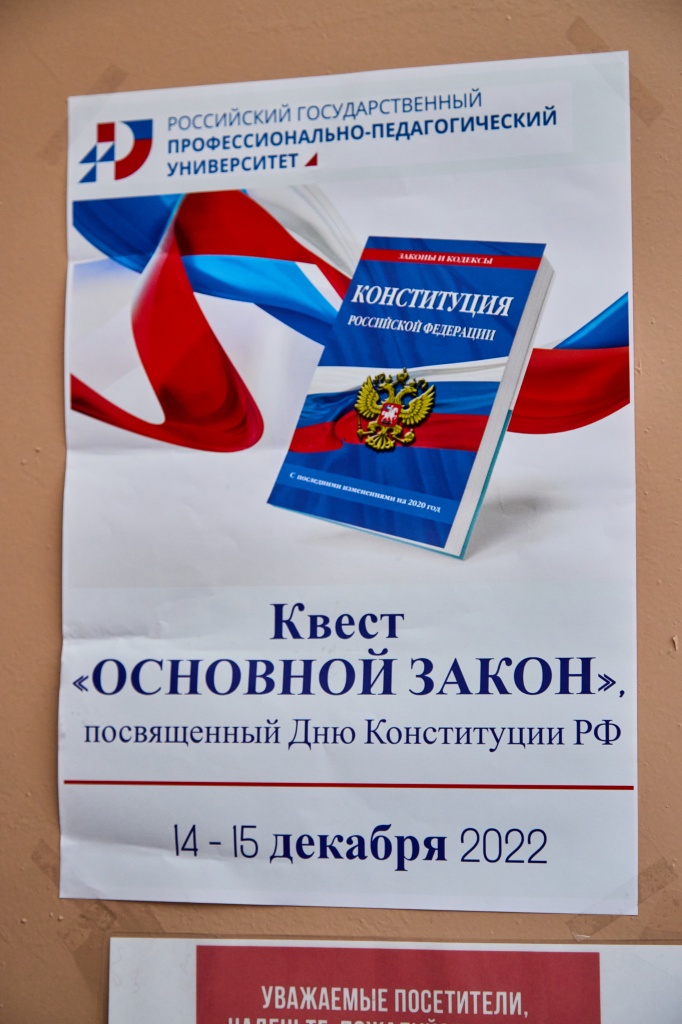 РОССИЙСКИЙ ГОСУДАРСТВЕННЫЙ
ПРОФЕССИОНАЛЬНО-ПЕДАГОГИЧЕСКИЙ
УНИВЕРСИТЕТ
ЗАКОНЫ И КОДЕКСЫ
КОНСТИТУЦИЯ
РОССИЙСКОЙ ФЕДЕРАЦИИ
С последними изменениями на 2020 год
Квест
«ОСНОВНОЙ ЗАКОН»,
посвященный Дню Конституции РФ
14 - 15 декабря 2022
УВАЖАЕМЫЕ ПОСЕТИТЕЛИ,